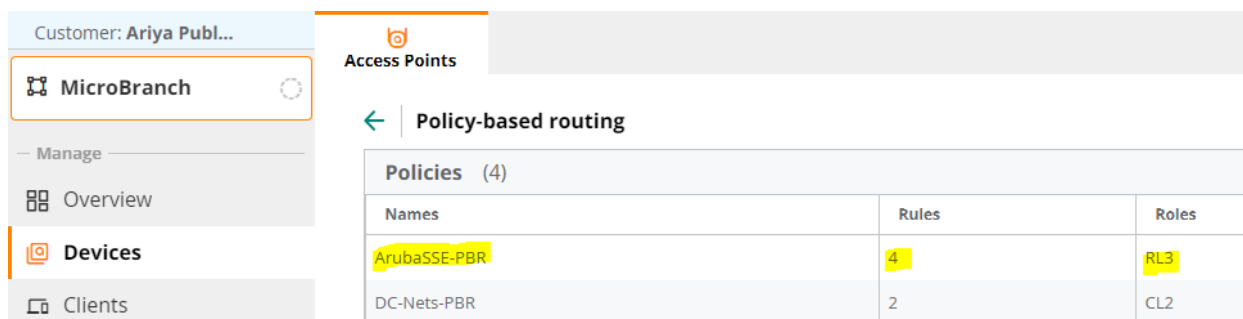 Customer: Ariya Publ...
Access Points
MicroBranch
Policy-based routing
Manage
Policies (4)
Overview
Names Rules Roles
Devices
ArubaSSE-PBR 4 RL3
Clients
DC-Nets-PBR 2 CL2